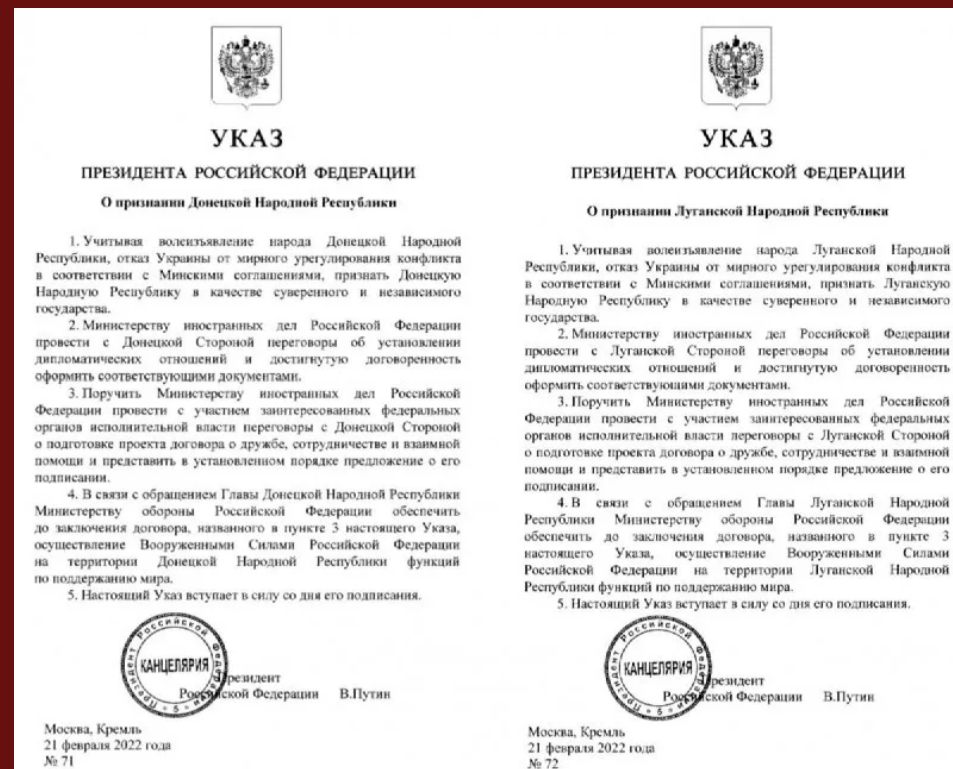 УКАЗ
ПРЕЗИДЕНТА РОССИЙСКОЙ ФЕДЕРАЦИИ
О признании Донецкой Народной Республики
1. Учитывая волеизъявление народа Донецкой Народной
Республики, отказ Украины от мирного урегулирования конфликта
в соответствии с Минскими соглашениями, признать Донецкую
Народную Республику в качестве суверенного и независимого
государства.
2. Министерству иностранных дел Российской Федерации
провести с Донецкой Стороной переговоры об установлении
дипломатических отношений и достигнутую договоренность
оформить соответствующими документами.
3. Поручить Министерству иностранных дел Российской
Федерации провести с участием заинтересованных федеральных
органов исполнительной власти переговоры с Донецкой Стороной
о подготовке проекта договора о дружбе, сотрудничестве и взаимной
помощи и представить в установленном порядке предложение о его
подписании.
4. В связи с обращением Главы Донецкой Народной Республики
Министерству обороны Российской Федерации обеспечить
до заключения договора, названного в пункте 3 настоящего Указа,
осуществление Вооруженными Силами Российской Федерации
на территории Донецкой Народной Республики функций
по поддержанию мира.
5. Настоящий Указ вступает в силу со дня его подписания.
Президент Российской Федерации
КАНЦЕЛЯРИЯ
5
Президент
Российской Федерации В.Путин
Москва, Кремль
21 февраля 2022 года
№ 71
УКАЗ
ПРЕЗИДЕНТА РОССИЙСКОЙ ФЕДЕРАЦИИ
О признании Луганской Народной Республики
1. Учитывая волеизъявление народа Луганской Народной
Республики, отказ Украины от мирного урегулирования конфликта
в соответствии с Минскими соглашениями, признать Луганскую
Народную Республику в качестве суверенного и независимого
государства.
2. Министерству иностранных дел Российской Федерации
провести с Луганской Стороной переговоры об установлении
дипломатических отношений и достигнутую договоренность
оформить соответствующими документами.
3. Поручить Министерству иностранных дел Российской
Федерации провести с участием заинтересованных федеральных
органов исполнительной власти переговоры с Луганской Стороной
о подготовке проекта договора о дружбе, сотрудничестве и взаимной
помощи и представить в установленном порядке предложение о его
подписании.
4. В связи с обращением Главы Луганской Народной
Республики Министерству обороны Российской Федерации
обеспечить до заключения договора, названного в пункте 3
настоящего Указа, осуществление Вооруженными Силами
Российской Федерации на территории Луганской Народной
Республики функций по поддержанию мира.
5. Настоящий Указ вступает в силу со дня его подписания.
Президент Российской Федерации
КАНЦЕЛЯРИЯ
5
Президент
Российской Федерации В.Путин
Москва, Кремль
21 февраля 2022 года
№ 72